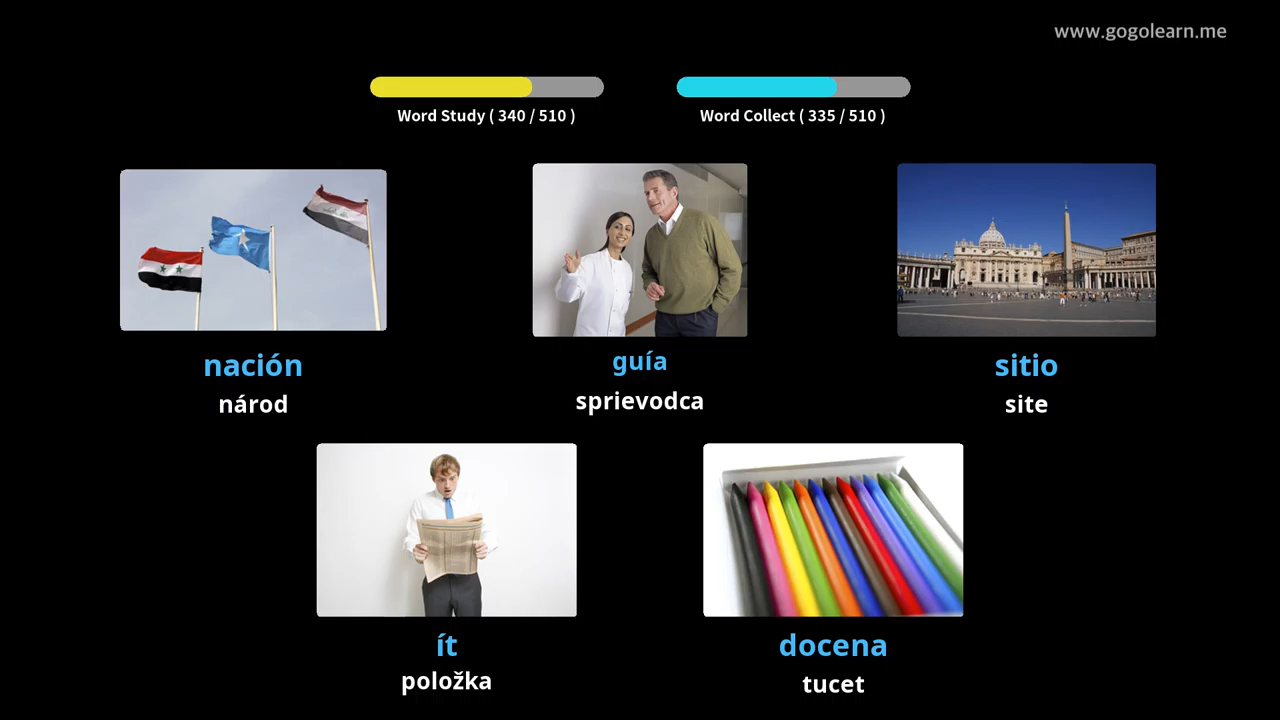 www.gogolearn.me
Word Study ( 340 / 510 )
Word Collect ( 335 / 510 )
nación
národ
guía
sprievodca
sitio
site
ít
položka
docena
tucet